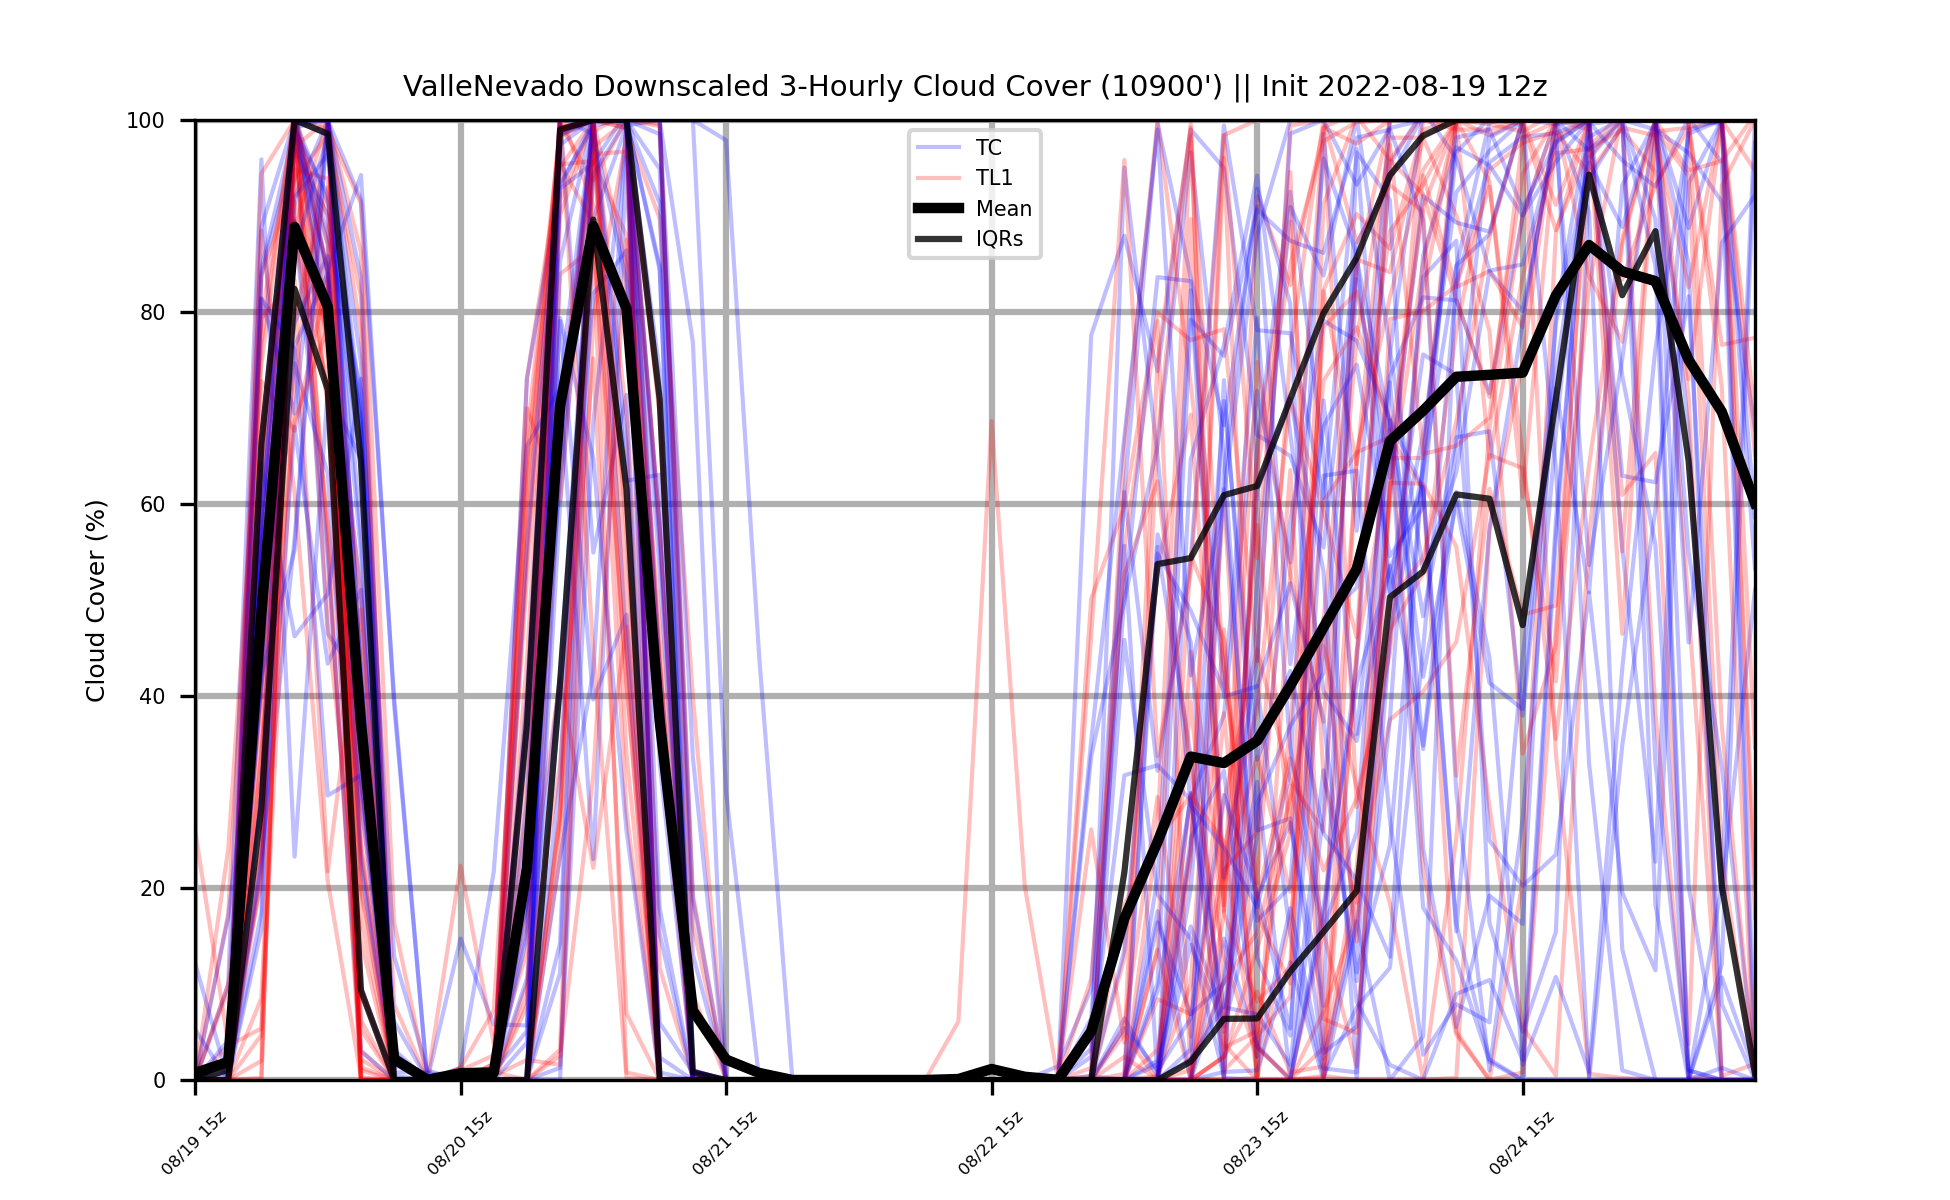 ValleNevado Downscaled 3-Hourly Cloud Cover (10900') || Init 2022-08-19 12z
TC
TL1
Mean
IQRs
Cloud Cover (%)
100
80
60
40
20
0
08/19 15z
08/20 15z
08/21 15z
08/22 15z
08/23 15z
08/24 15z